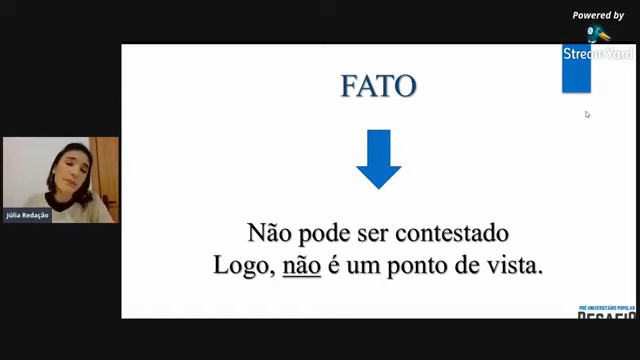 Powered by
StreamYard
FATO
Não pode ser contestado
Logo, não é um ponto de vista.
Júlia Redação
PRÉ-UNIVERSITÁRIO POPULAR
DESAFIO